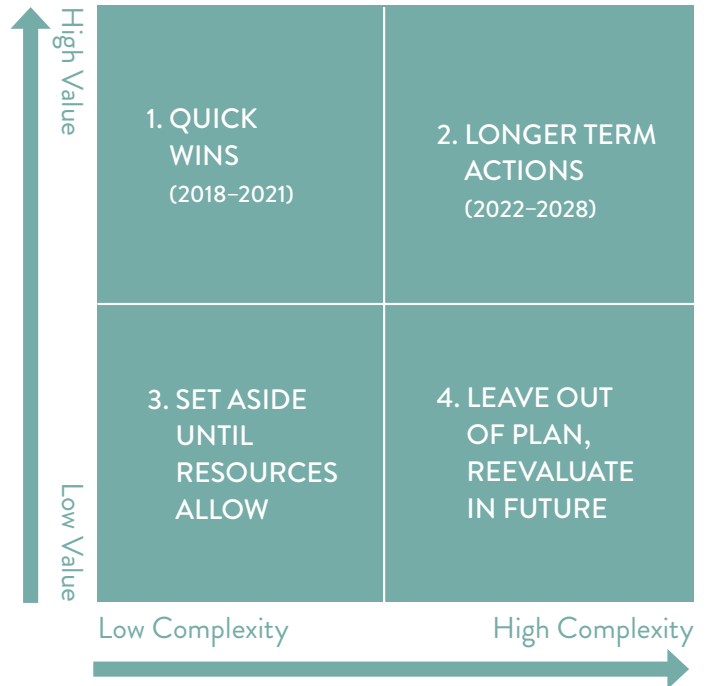 High Value
1. QUICK
WINS
(2018–2021)
2. LONGER TERM
ACTIONS
(2022–2028)
3. SET ASIDE
UNTIL
RESOURCES
ALLOW
4. LEAVE OUT
OF PLAN,
REEVALUATE
IN FUTURE
Low Value
Low Complexity
High Complexity